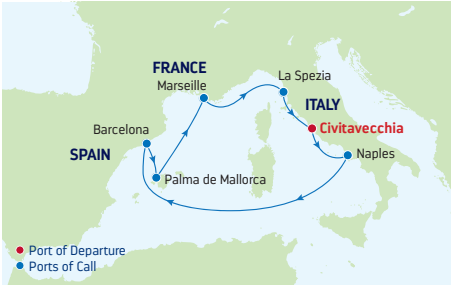 FRANCE
Marseille
La Spezia
ITALY
Civitavecchia
Barcelona
SPAIN
Naples
Palma de Mallorca
Port of Departure
Ports of Call